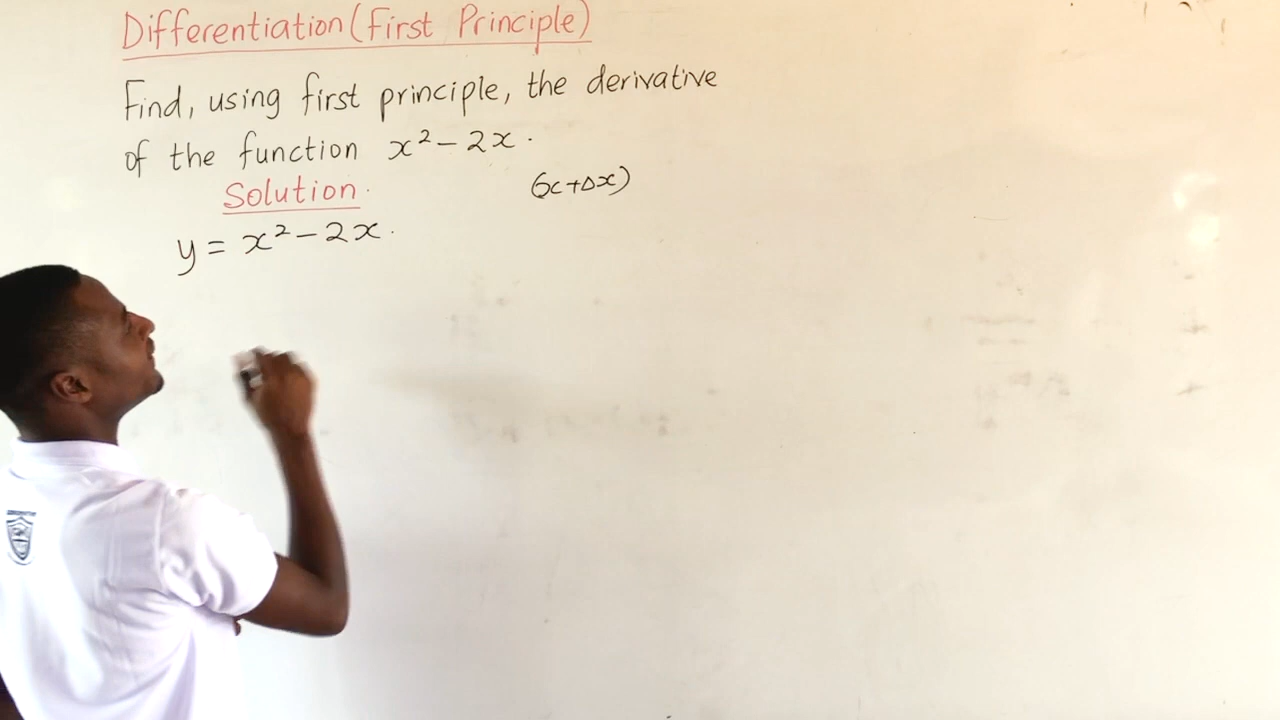 Differentiation (First Principle)
Find, using first principle, the derivative
of the function x² - 2x.
Solution.
(x+Δx)
y = x² - 2x.